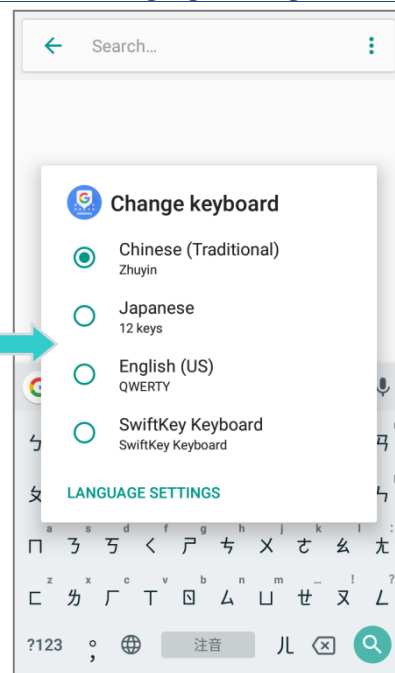 Search…
Change keyboard
Chinese (Traditional)
Zhuyin
Japanese
12 keys
English (US)
QWERTY
SwiftKey Keyboard
SwiftKey Keyboard
LANGUAGE SETTINGS
ㄅ ㄢ
ㄆ ㄣ
a s d f g h j k l :
ㄇ ㄋ ㄎ ㄑ ㄕ ㄘ ㄨ ㄜ ㄠ ㄤ
z x c v b n m … ! ?
ㄈ ㄌ ㄏ ㄒ ㄖ ㄙ ㄩ ㄝ ㄡ ㄥ
?123 。， 注音 ㄦ